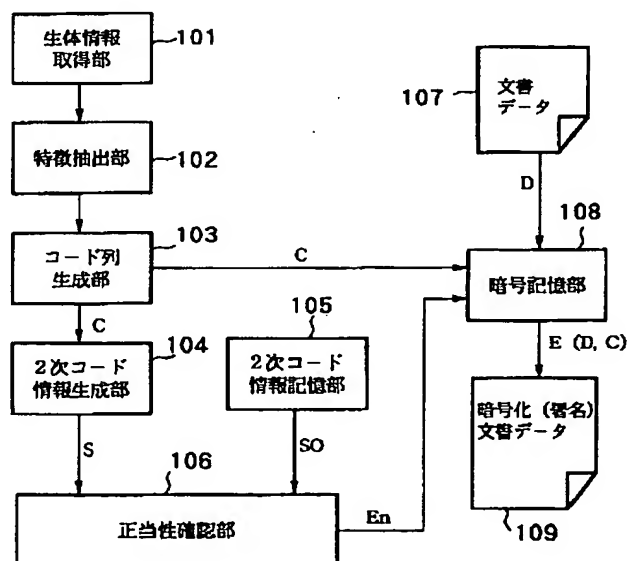 生体情報
取得部
101
特徴抽出部
102
コード列
生成部
103
C
C
2次コード
情報生成部
104
2次コード
情報記憶部
105
S
SO
106
正当性確認部
En
107
文書
データ
D
108
暗号記憶部
E (D, C)
暗号化（署名）
文書データ
109